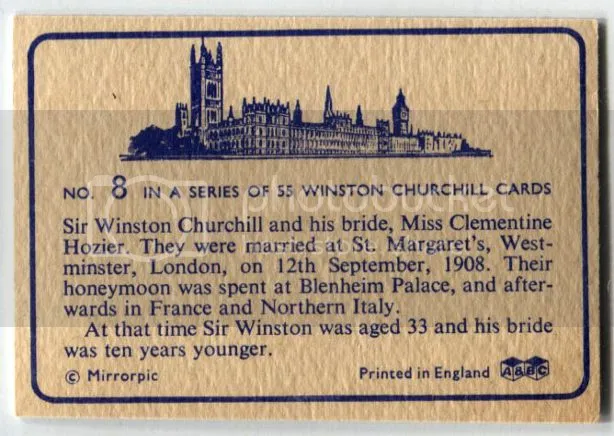 NO. 8 IN A SERIES OF 55 WINSTON CHURCHILL CARDS
Sir Winston Churchill and his bride, Miss Clementine
Hozier. They were married at St. Margaret's, West-
minster, London, on 12th September, 1908. Their
honeymoon was spent at Blenheim Palace, and after-
wards in France and Northern Italy.
At that time Sir Winston was aged 33 and his bride
was ten years younger.
© Mirrorpic Printed in England A&BC
photobucket